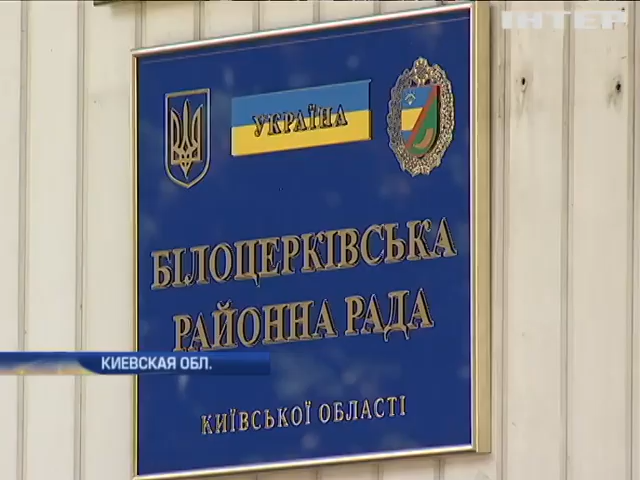 ІНТЕР
УКРАЇНА
БІЛОЦЕРКІВСЬКА
РАЙОННА РАДА
КИЕВСКАЯ ОБЛ.
КИЇВСЬКОЇ ОБЛАСТІ